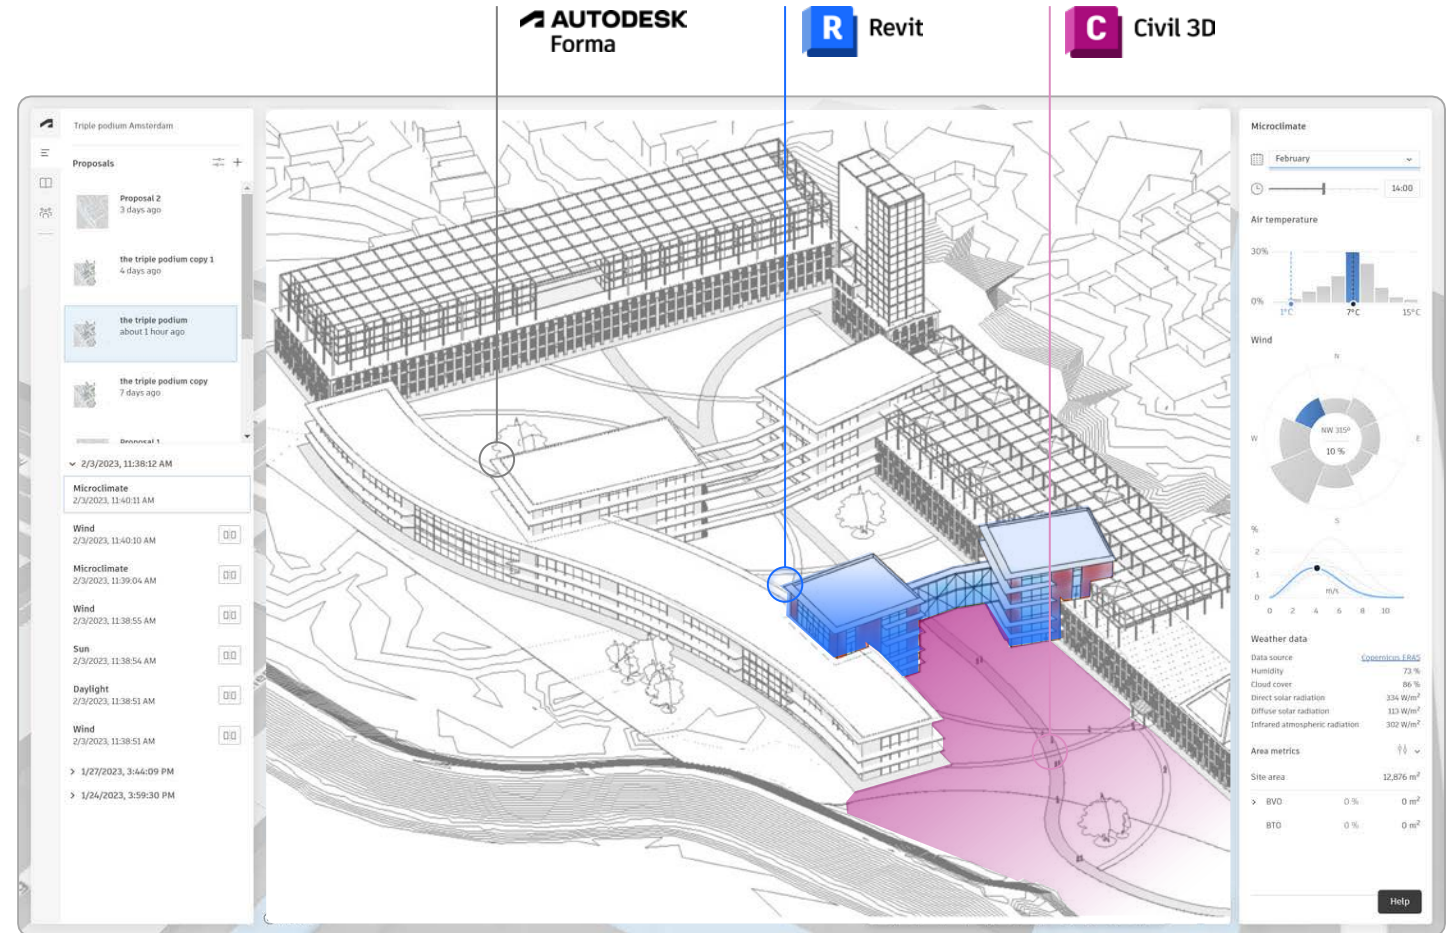 AUTODESK
Forma
R
Revit
C
Civil 3D
Triple podium Amsterdam
Proposals
Proposal 2
3 days ago
the triple podium copy 1
4 days ago
the triple podium
about 1 hour ago
the triple podium copy
7 days ago
Proposal 1
2/3/2023, 11:38:12 AM
Microclimate
2/3/2023, 11:40:11 AM
Wind
2/3/2023, 11:40:10 AM
Microclimate
2/3/2023, 11:39:04 AM
Wind
2/3/2023, 11:38:55 AM
Sun
2/3/2023, 11:38:54 AM
Daylight
2/3/2023, 11:38:51 AM
Wind
2/3/2023, 11:38:51 AM
1/27/2023, 3:44:09 PM
1/24/2023, 3:59:30 PM
Microclimate
February
14:00
Air temperature
30%
0%
1°C 7°C 15°C
Wind
N
W NW 315º E
10 %
S
%
2
1
0
m/s
0 2 4 6 8 10
Weather data
Data source Copernicus ERA5
Humidity 73 %
Cloud cover 86 %
Direct solar radiation 334 W/m²
Diffuse solar radiation 113 W/m²
Infrared atmospheric radiation 302 W/m²
Area metrics
Site area 12,876 m²
BVO 0 % 0 m²
BTO 0 % 0 m²
Help